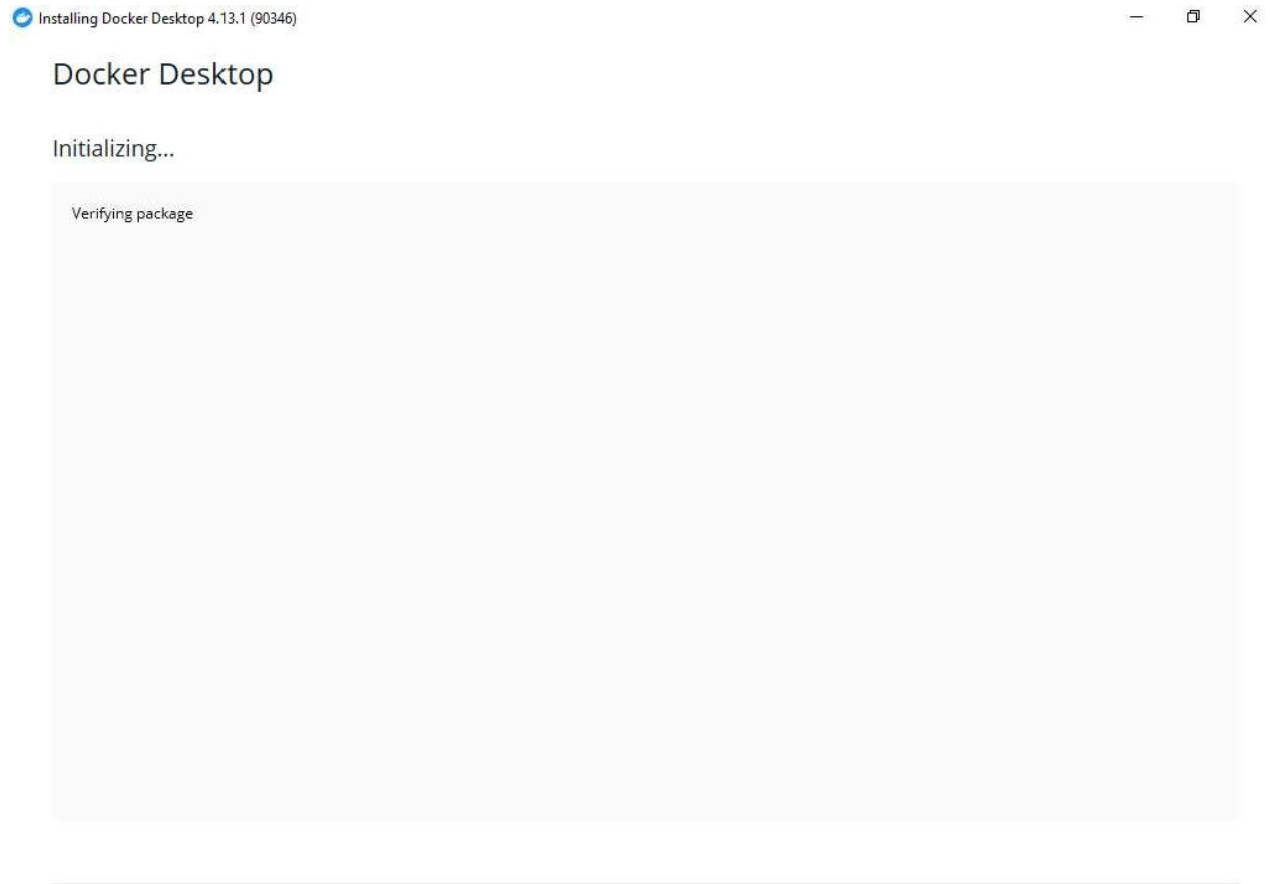 Installing Docker Desktop 4.13.1 (90346)
Docker Desktop
Initializing...
Verifying package